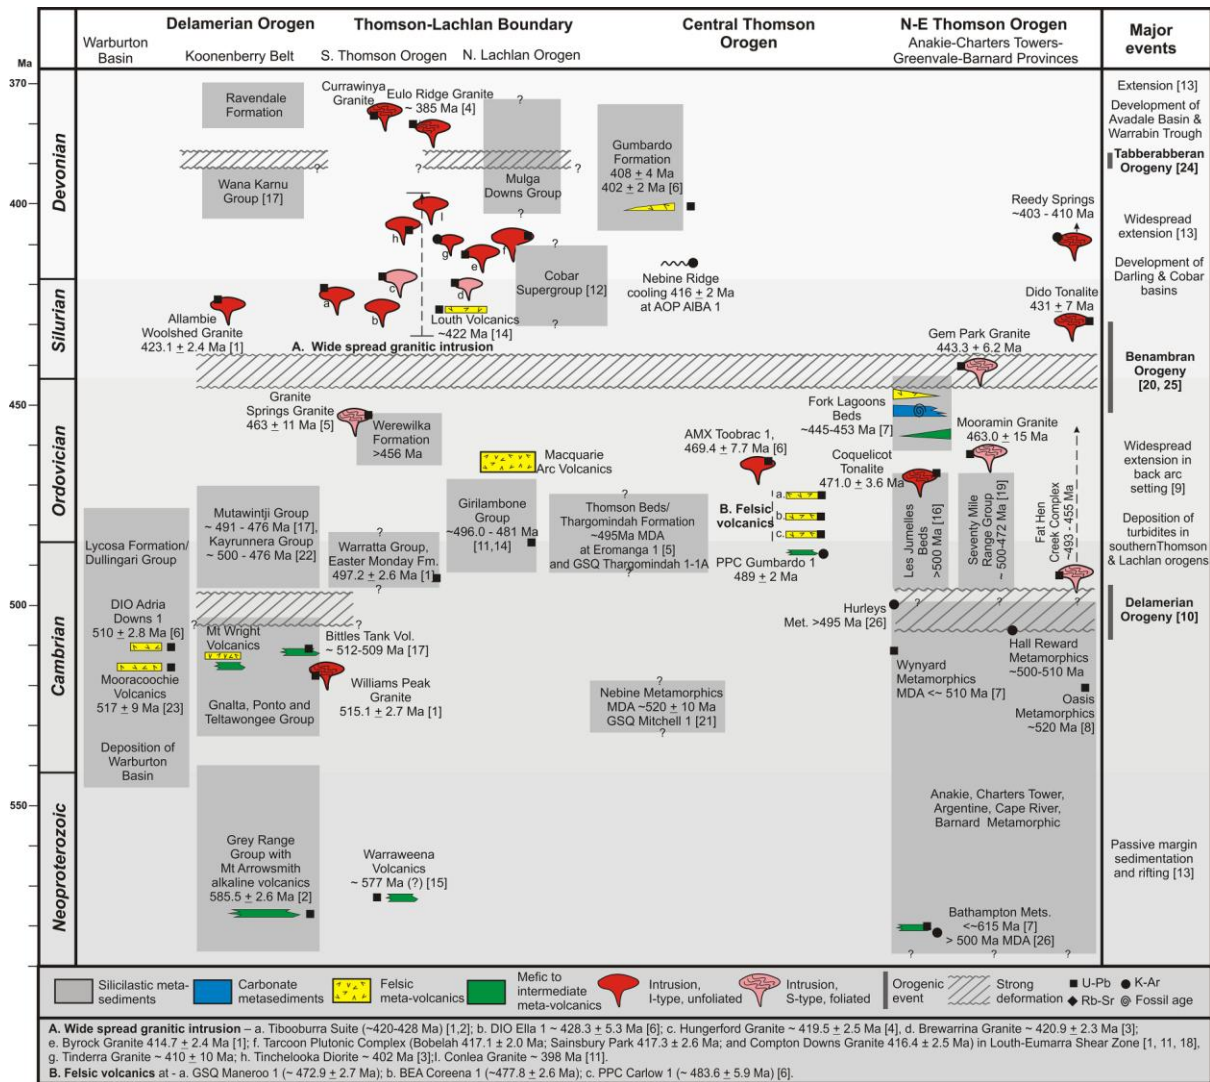 Delamerian Orogen
Thomson-Lachlan Boundary
Central Thomson
Orogen
N-E Thomson Orogen
Major
events
Warburton
Basin
Koonenberry Belt
S. Thomson Orogen
N. Lachlan Orogen
Anakie-Charters Towers-
Greenvale-Barnard Provinces
Ma
370
400
450
500
550
Devonian
Silurian
Ordovician
Cambrian
Neoproterozoic
Lycosa Formation/
Dullingari Group
DIO Adria
Downs 1
510 ± 2.8 Ma [6]
Mooracoochie
Volcanics
517 ± 9 Ma [23]
Deposition of
Warburton
Basin
Ravendale
Formation
?
Wana Karnu
Group [17]
Allambie
Woolshed Granite
423.1 ± 2.4 Ma [1]
Mutawintji Group
~ 491 - 476 Ma [17],
Kayrunnera Group
~ 500 - 476 Ma [22]
Mt Wright
Volcanics
Gnalta, Ponto and
Teltawongee Group
Grey Range
Group with
Mt Arrowsmith
alkaline volcanics
585.5 ± 2.6 Ma [2]
Currawinya
Granite
Eulo Ridge Granite
~ 385 Ma [4]
?
?
?
Mulga
Downs Group
?
h
l
g
e
f
a
b
c
d
?
Cobar
Supergroup [12]
?
Louth Volcanics
~422 Ma [14]
A. Wide spread granitic intrusion
Granite
Springs Granite
463 ± 11 Ma [5]
Werewilka
Formation
>456 Ma
Macquarie
Arc Volcanics
Girilambone
Group
~496.0 - 481 Ma
[11,14]
?
Warratta Group,
Easter Monday Fm.
497.2 ± 2.6 Ma [1]
?
Bittles Tank Vol.
~ 512-509 Ma [17]
Williams Peak
Granite
515.1 ± 2.7 Ma [1]
Warraweena
Volcanics
~ 577 Ma (?) [15]
Gumbardo
Formation
408 ± 4 Ma
402 ± 2 Ma [6]
Nebine Ridge
cooling 416 ± 2 Ma
at AOP AIBA 1
AMX Toobrac 1,
469.4 ± 7.7 Ma [6]
?
Thomson Beds/
Thargomindah Formation
~495Ma MDA
at Eromanga 1 [5]
and GSQ Thargomindah 1-1A
?
B. Felsic
volcanics
a.
b.
c.
PPC Gumbardo 1
489 ± 2 Ma
?
Nebine Metamorphics
MDA ~520 ± 10 Ma
GSQ Mitchell 1 [21]
?
Reedy Springs
~403 - 410 Ma
Dido Tonalite
431 ± 7 Ma
Gem Park Granite
443.3 + 6.2 Ma
Fork Lagoons
Beds
~445-453 Ma [7]
Mooramin Granite
463.0 ± 15 Ma
Coquelicot
Tonalite
471.0 ± 3.6 Ma
Les Jumelles
Beds
>500 Ma [16]
Seventy Mile
Range Group
~ 500-472 Ma [19]
Fat Hen
Creek Complex
~493 - 455 Ma
? ? ?
Hurleys
Met. >495 Ma [26]
Wynyard
Metamorphics
MDA <~ 510 Ma [7]
Hall Reward
Metamorphics
~500-510 Ma
Oasis
Metamorphics
~520 Ma [8]
Anakie, Charters Tower,
Argentine, Cape River,
Barnard Metamorphic
Bathampton Mets.
<~615 Ma [7]
> 500 Ma MDA [26]
? ? ?
Extension [13]
Development of
Avadale Basin &
Warrabin Trough
Tabberabberan
Orogeny [24]
Widespread
extension [13]
Development of
Darling & Cobar
basins
Benambran
Orogeny
[20, 25]
Widespread
extension in
back arc
setting [9]
Deposition of
turbidites in
southernThomson
& Lachlan orogens
Delamerian
Orogeny [10]
Passive margin
sedimentation
and rifting [13]
Silicilastic meta-
sediments
Carbonate
metasediments
Felsic
meta-volcanics
Mefic to
intermediate
meta-volcanics
Intrusion,
I-type, unfoliated
Intrusion,
S-type, foliated
Orogenic
event
Strong
deformation
U-Pb
K-Ar
Rb-Sr
Fossil age
A. Wide spread granitic intrusion – a. Tibooburra Suite (~420-428 Ma) [1,2]; b. DIO Ella 1 ~ 428.3 ± 5.3 Ma [6]; c. Hungerford Granite ~ 419.5 ± 2.5 Ma [4], d. Brewarrina Granite ~ 420.9 ± 2.3 Ma [3];
e. Byrock Granite 414.7 ± 2.4 Ma [1]; f. Tarcoon Plutonic Complex (Bobelah 417.1 ± 2.0 Ma; Sainsbury Park 417.3 ± 2.6 Ma; and Compton Downs Granite 416.4 ± 2.5 Ma) in Louth-Eumarra Shear Zone [1, 11, 18],
g. Tinderra Granite ~ 410 ± 10 Ma; h. Tinchelooka Diorite ~ 402 Ma [3];I. Conlea Granite ~ 398 Ma [11].
B. Felsic volcanics at - a. GSQ Maneroo 1 (~ 472.9 ± 2.7 Ma); b. BEA Coreena 1 (~477.8 ± 2.6 Ma); c. PPC Carlow 1 (~ 483.6 ± 5.9 Ma) [6].